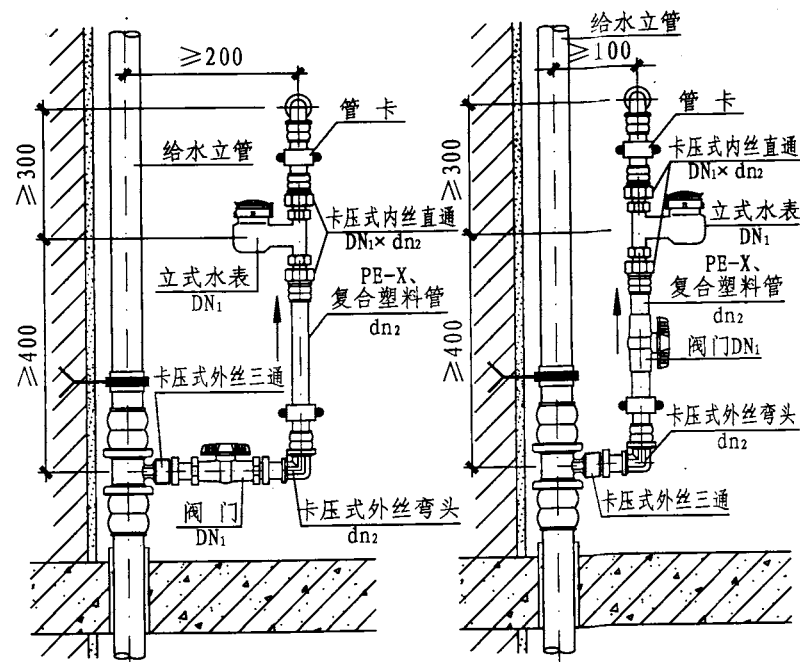 ≥200
管 卡
给水立管
≥300
卡压式内丝直通
DN₁× dn₂
立式水表
DN₁
PE-X、
复合塑料管
dn₂
≥400
卡压式外丝三通
阀 门
DN₁
卡压式外丝弯头
dn₂
给水立管
≥100
管 卡
≥300
卡压式内丝直通
DN₁× dn₂
立式水表
DN₁
PE-X、
复合塑料管
dn₂
阀门DN₁
≥400
卡压式外丝弯头
dn₂
卡压式外丝三通